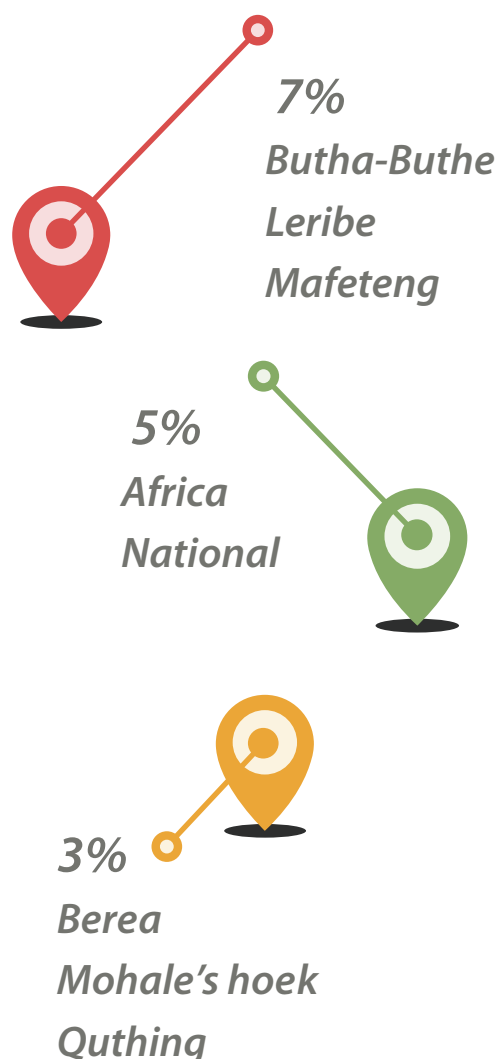 7%
Butha-Buthe
Leribe
Mafeteng
5%
Africa
National
3%
Berea
Mohale’s hoek
Quthing